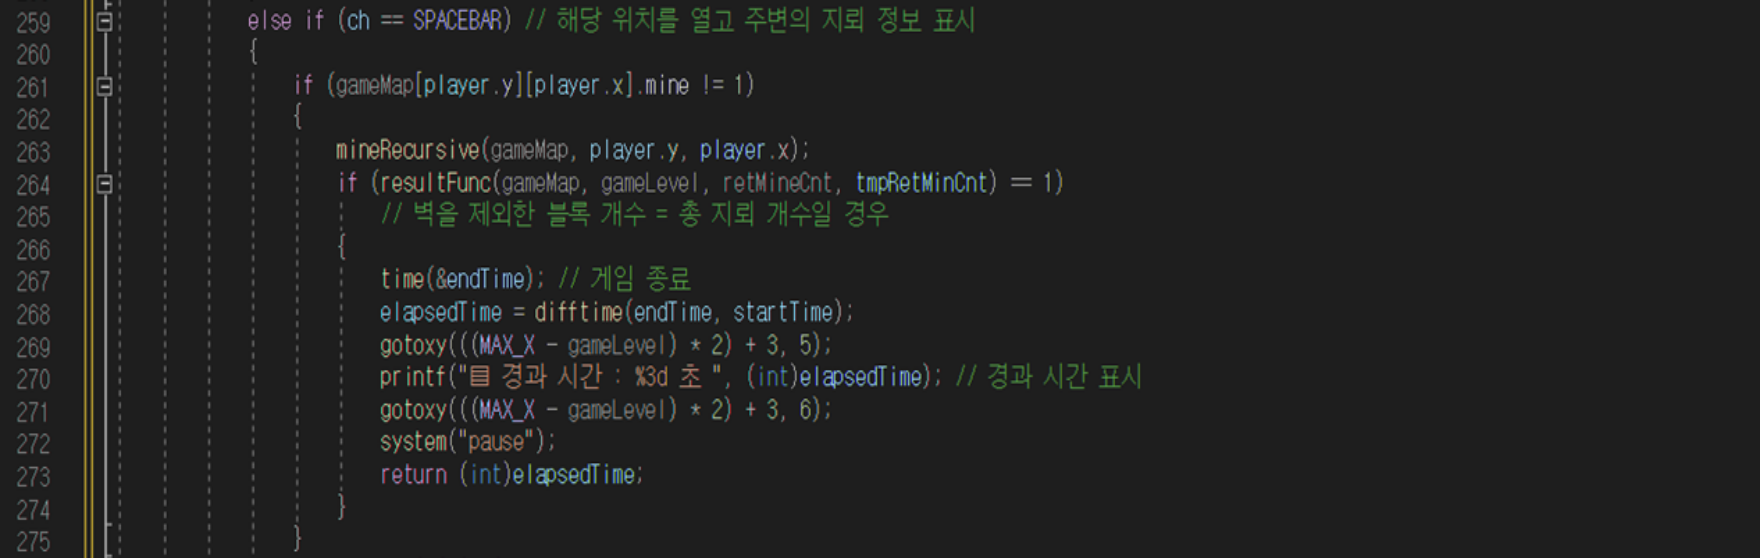 259 else if (ch == SPACEBAR) // 해당 위치를 열고 주변의 지뢰 정보 표시
260 {
261 if (gameMap[player.y][player.x].mine != 1)
262 {
263 mineRecursive(gameMap, player.y, player.x);
264 if (resultFunc(gameMap, gameLevel, retMineCnt, tmpRetMinCnt) == 1)
265 // 벽을 제외한 블록 개수 = 총 지뢰 개수일 경우
266 {
267 time(&endTime); // 게임 종료
268 elapsedTime = difftime(endTime, startTime);
269 gotoxy(((MAX_X - gameLevel) * 2) + 3, 5);
270 printf("▤ 경과 시간 : %3d 초 ", (int)elapsedTime); // 경과 시간 표시
271 gotoxy(((MAX_X - gameLevel) * 2) + 3, 6);
272 system("pause");
273 return (int)elapsedTime;
274 }
275 }